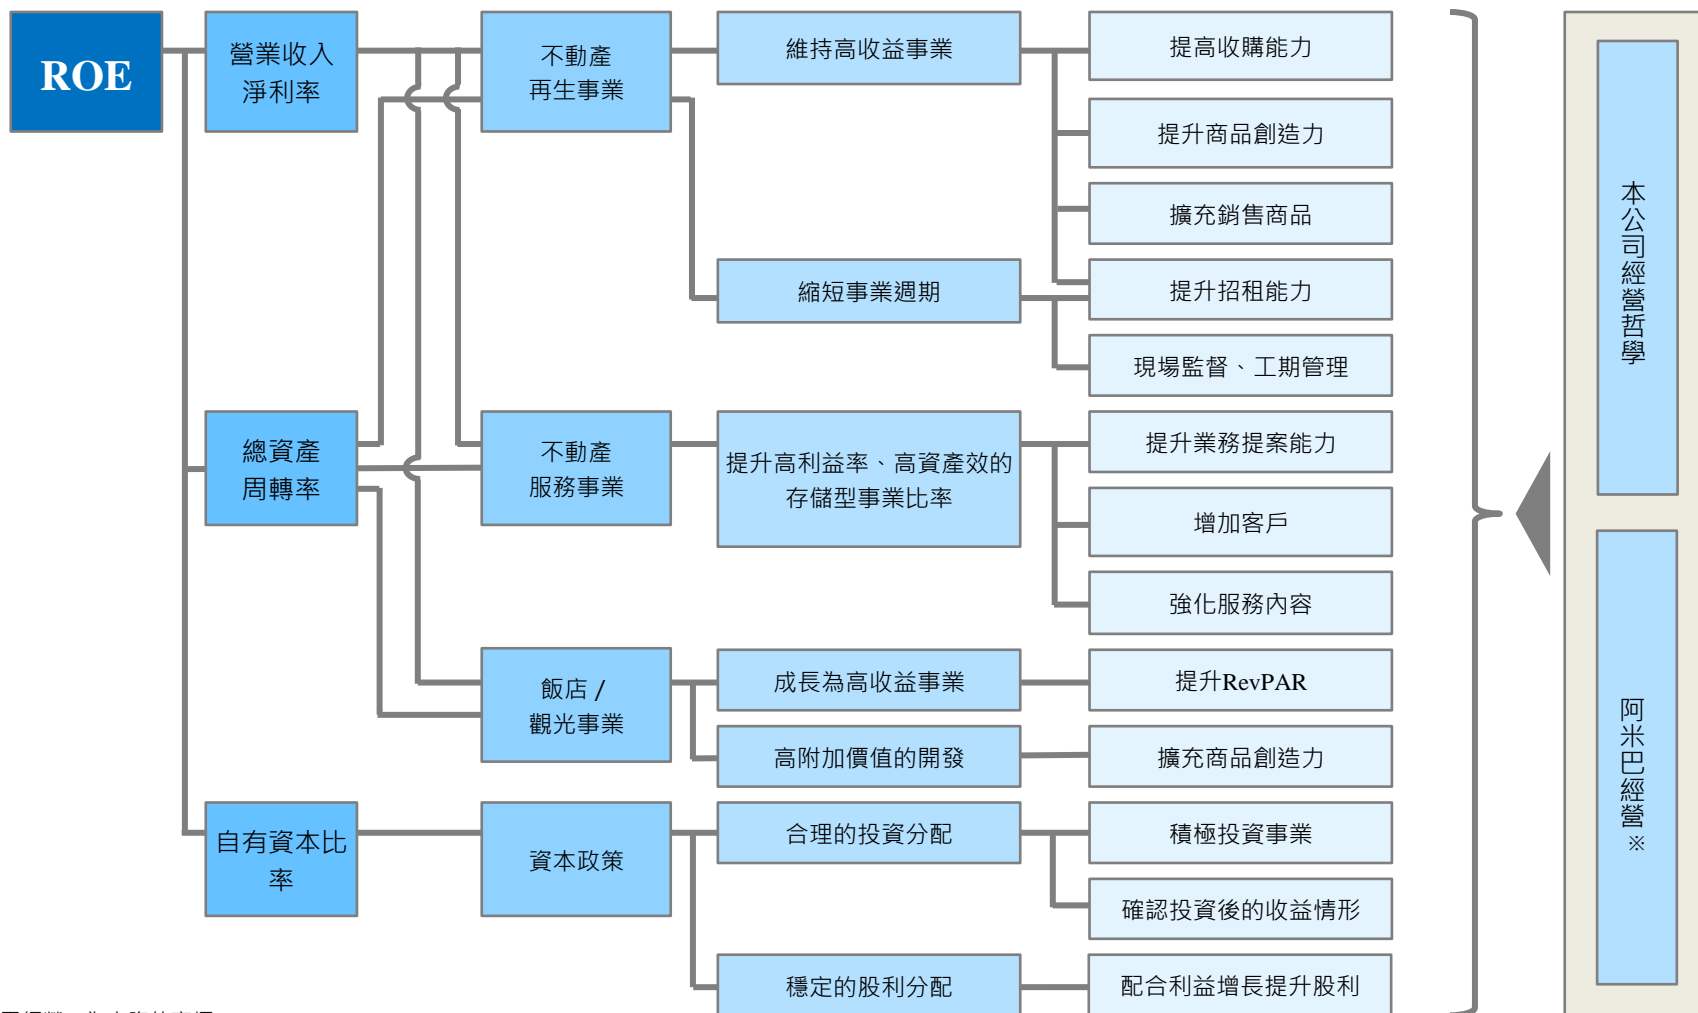 ROE
營業收入
淨利率
不動產
再生事業
維持高收益事業
提高收購能力
提升商品創造力
擴充銷售商品
縮短事業週期
提升招租能力
現場監督、工期管理
總資產
周轉率
不動產
服務事業
提升高利益率、高資產效的
存儲型事業比率
提升業務提案能力
增加客戶
強化服務內容
飯店 /
觀光事業
成長為高收益事業
提升RevPAR
高附加價值的開發
擴充商品創造力
自有資本比
率
資本政策
合理的投資分配
積極投資事業
確認投資後的收益情形
穩定的股利分配
配合利益增長提升股利
本公司經營哲學
阿米巴經營※